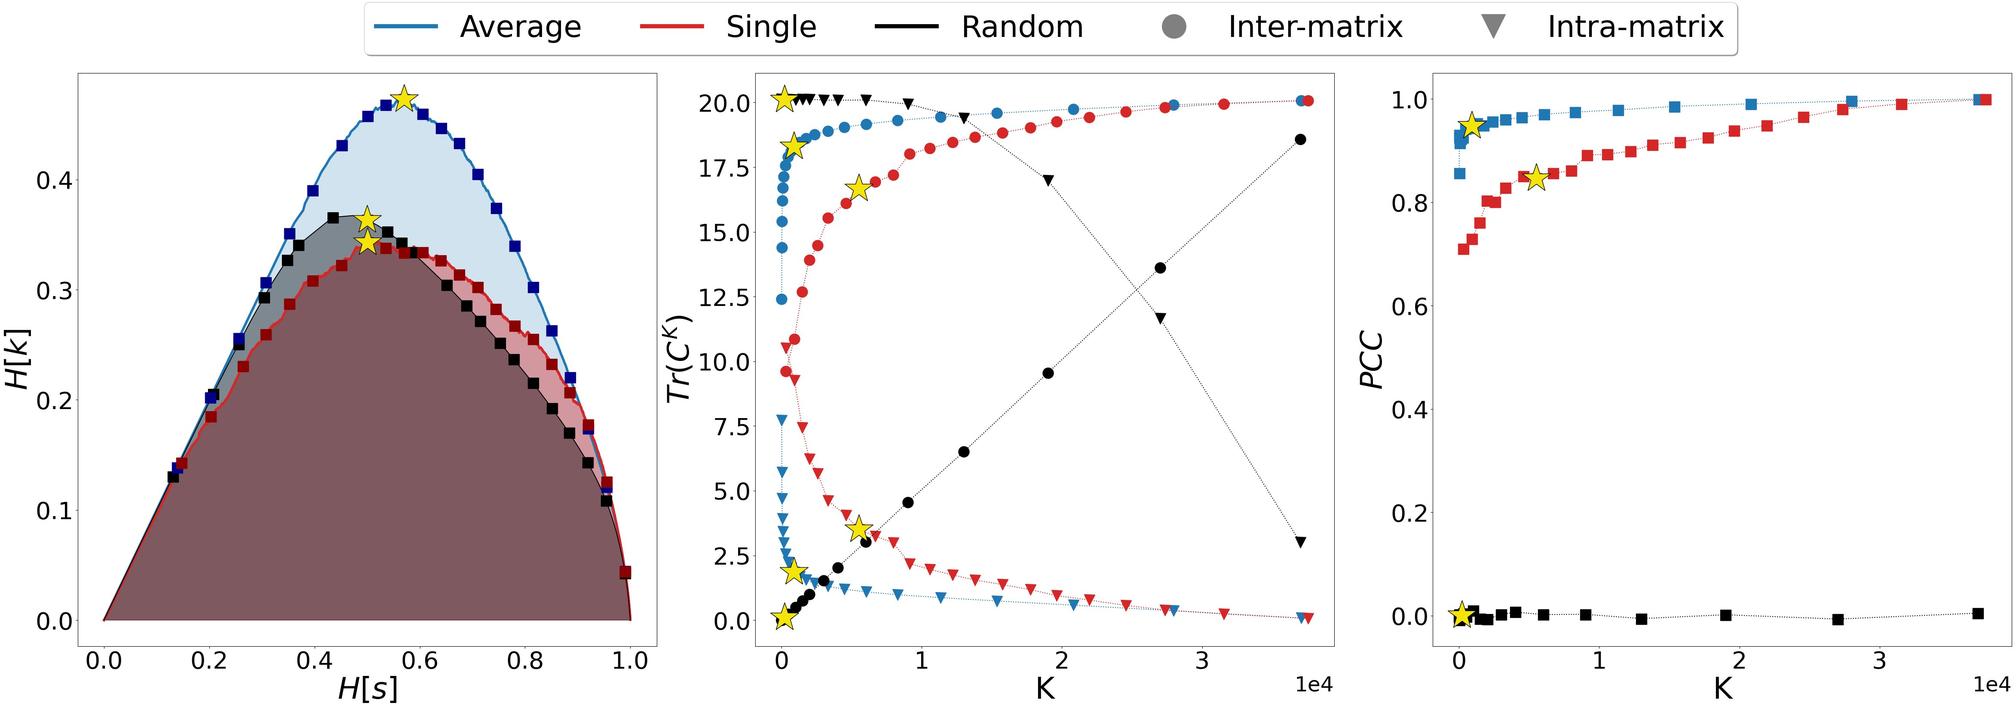 Average Single Random Inter-matrix Intra-matrix
H[k]
0.4
0.3
0.2
0.1
0.0
0.0 0.2 0.4 0.6 0.8 1.0
H[s]
Tr(C^K)
20.0
17.5
15.0
12.5
10.0
7.5
5.0
2.5
0.0
0 1 2 3
1e4
K
PCC
1.0
0.8
0.6
0.4
0.2
0.0
0 1 2 3
1e4
K